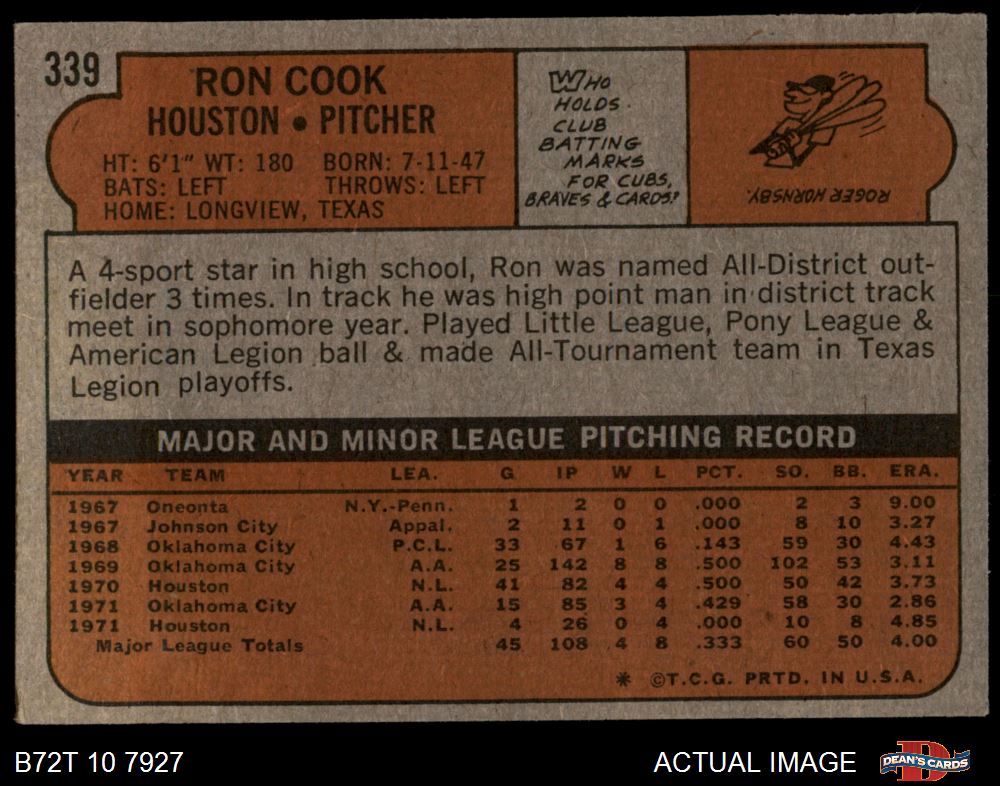 339
RON COOK
HOUSTON • PITCHER
HT: 6'1" WT: 180 BORN: 7-11-47
BATS: LEFT THROWS: LEFT
HOME: LONGVIEW, TEXAS
WHO
HOLDS
CLUB
BATTING
MARKS
FOR CUBS,
BRAVES & CARDS?
ROGER HORNSBY.
A 4-sport star in high school, Ron was named All-District out-
fielder 3 times. In track he was high point man in district track
meet in sophomore year. Played Little League, Pony League &
American Legion ball & made All-Tournament team in Texas
Legion playoffs.
MAJOR AND MINOR LEAGUE PITCHING RECORD
YEAR TEAM LEA. G IP W L PCT. SO. BB. ERA.
1967 Oneonta N.Y.-Penn. 1 2 0 0 .000 2 3 9.00
1967 Johnson City Appal. 2 11 0 1 .000 8 10 3.27
1968 Oklahoma City P.C.L. 33 67 1 6 .143 59 30 4.43
1969 Oklahoma City A.A. 25 142 8 8 .500 102 53 3.11
1970 Houston N.L. 41 82 4 4 .500 50 42 3.73
1971 Oklahoma City A.A. 15 85 3 4 .429 58 30 2.86
1971 Houston N.L. 4 26 0 4 .000 10 8 4.85
Major League Totals 45 108 4 8 .333 60 50 4.00
* ©T.C.G. PRTD. IN U.S.A.
B72T 10 7927 ACTUAL IMAGE
D
DEAN'S CARDS